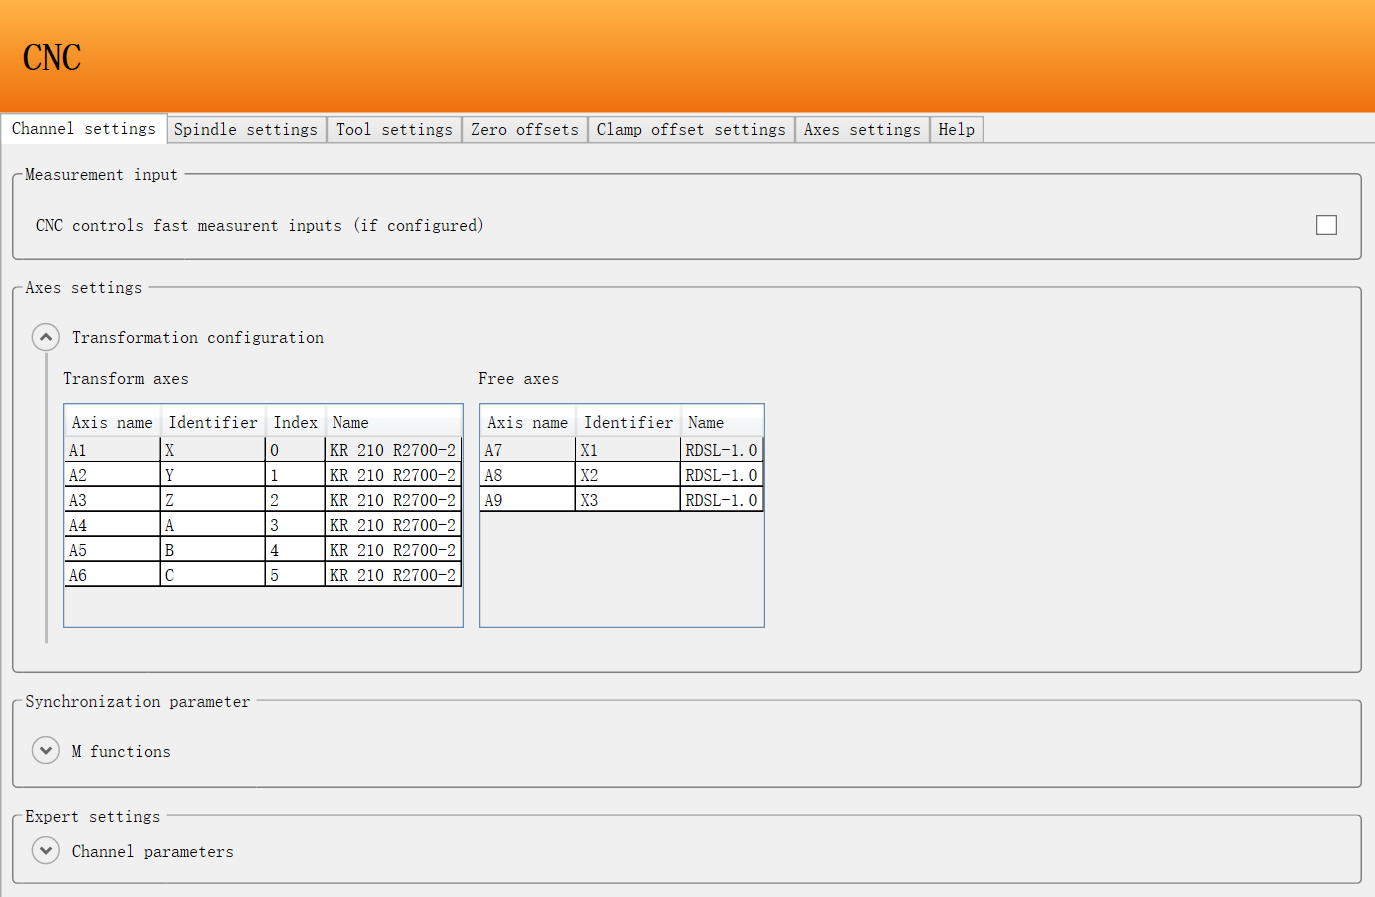 CNC
Channel settings Spindle settings Tool settings Zero offsets Clamp offset settings Axes settings Help
Measurement input
CNC controls fast measurent inputs (if configured)
Axes settings
Transformation configuration
Transform axes Free axes
Axis name Identifier Index Name Axis name Identifier Name
A1 X 0 KR 210 R2700-2 A7 X1 RDSL-1.0
A2 Y 1 KR 210 R2700-2 A8 X2 RDSL-1.0
A3 Z 2 KR 210 R2700-2 A9 X3 RDSL-1.0
A4 A 3 KR 210 R2700-2
A5 B 4 KR 210 R2700-2
A6 C 5 KR 210 R2700-2
Synchronization parameter
M functions
Expert settings
Channel parameters